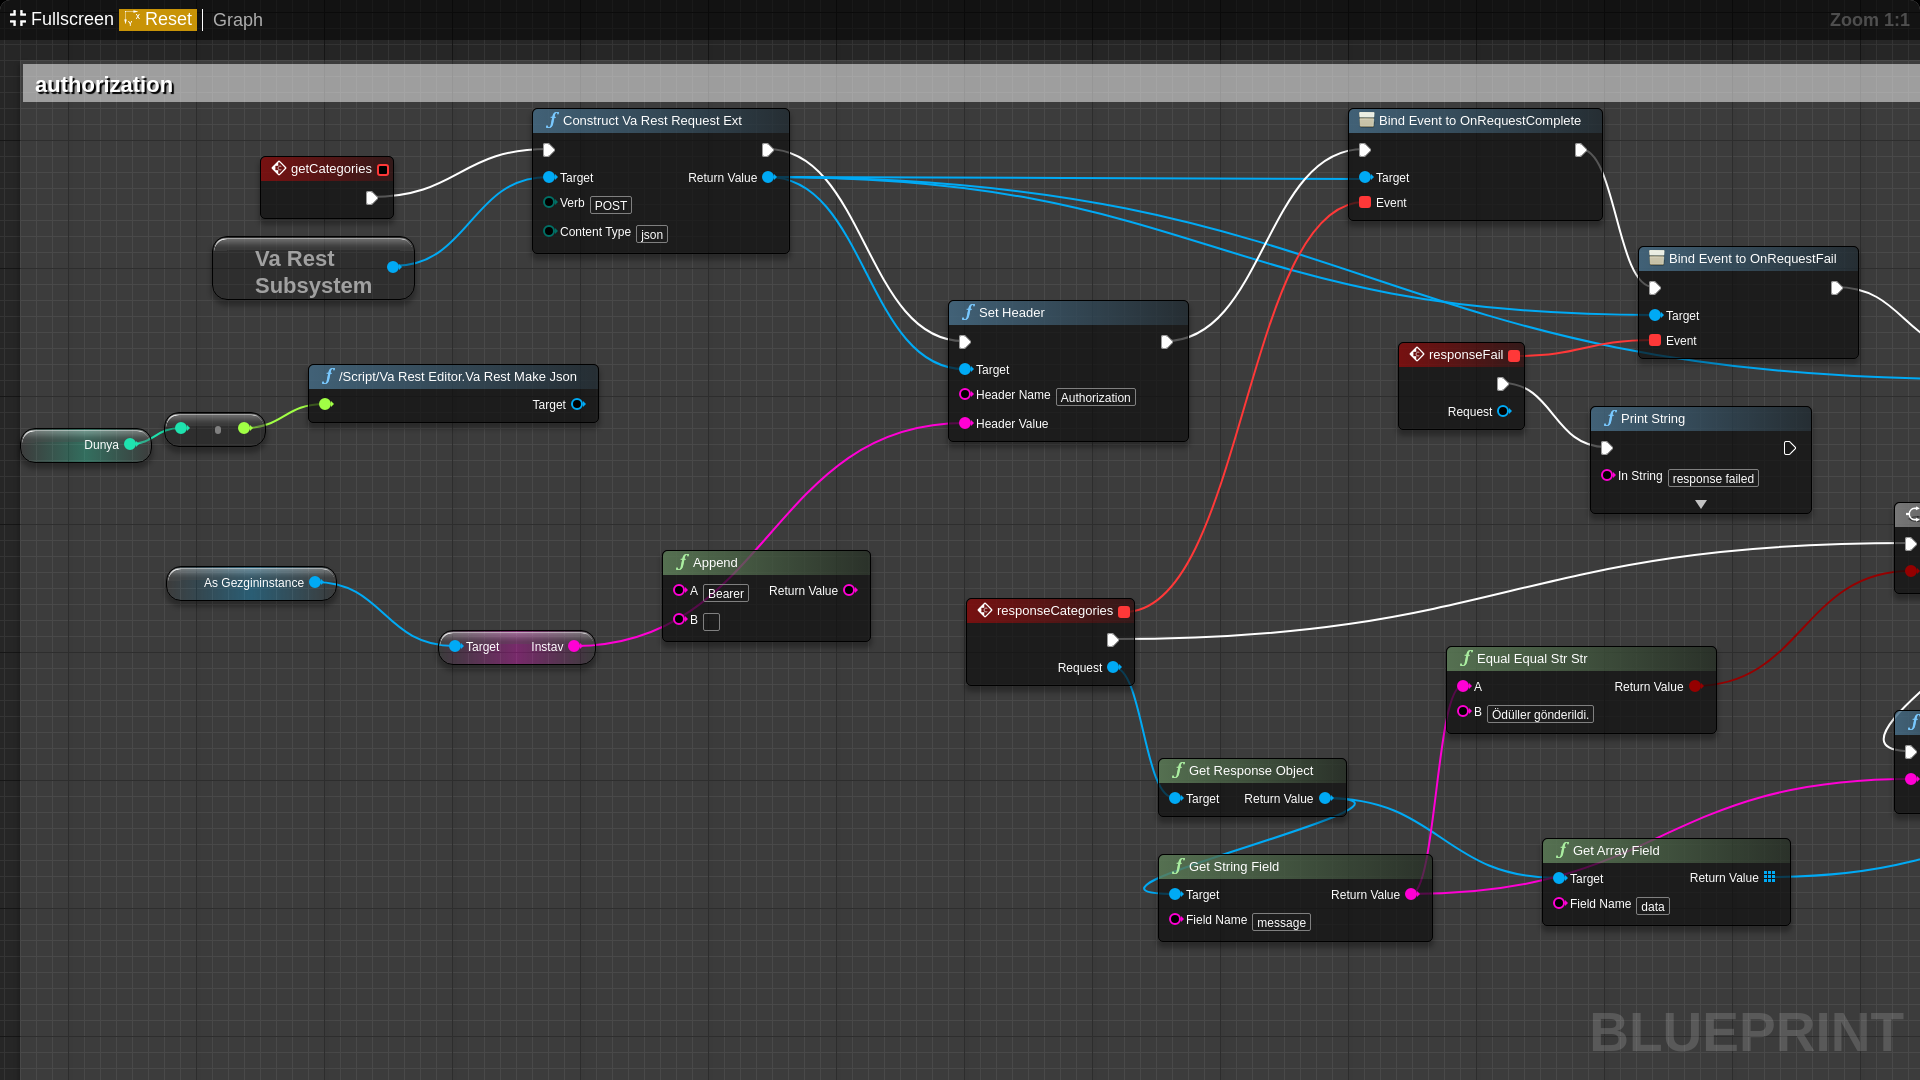 Fullscreen Reset Graph Zoom 1:1
authorization
getCategories
Va Rest
Subsystem
Construct Va Rest Request Ext
Target Return Value
Verb POST
Content Type json
Bind Event to OnRequestComplete
Target
Event
Bind Event to OnRequestFail
Target
Event
Set Header
Target
Header Name Authorization
Header Value
responseFail
Request
/Script/Va Rest Editor.Va Rest Make Json
Target
Dunya
Print String
In String response failed
As Gezgininstance
Target Instav
Append
A Bearer Return Value
B
responseCategories
Request
Equal Equal Str Str
A Return Value
B Ödüller gönderildi.
Get Response Object
Target Return Value
Get String Field
Target Return Value
Field Name message
Get Array Field
Target Return Value
Field Name data
BLUEPRINT